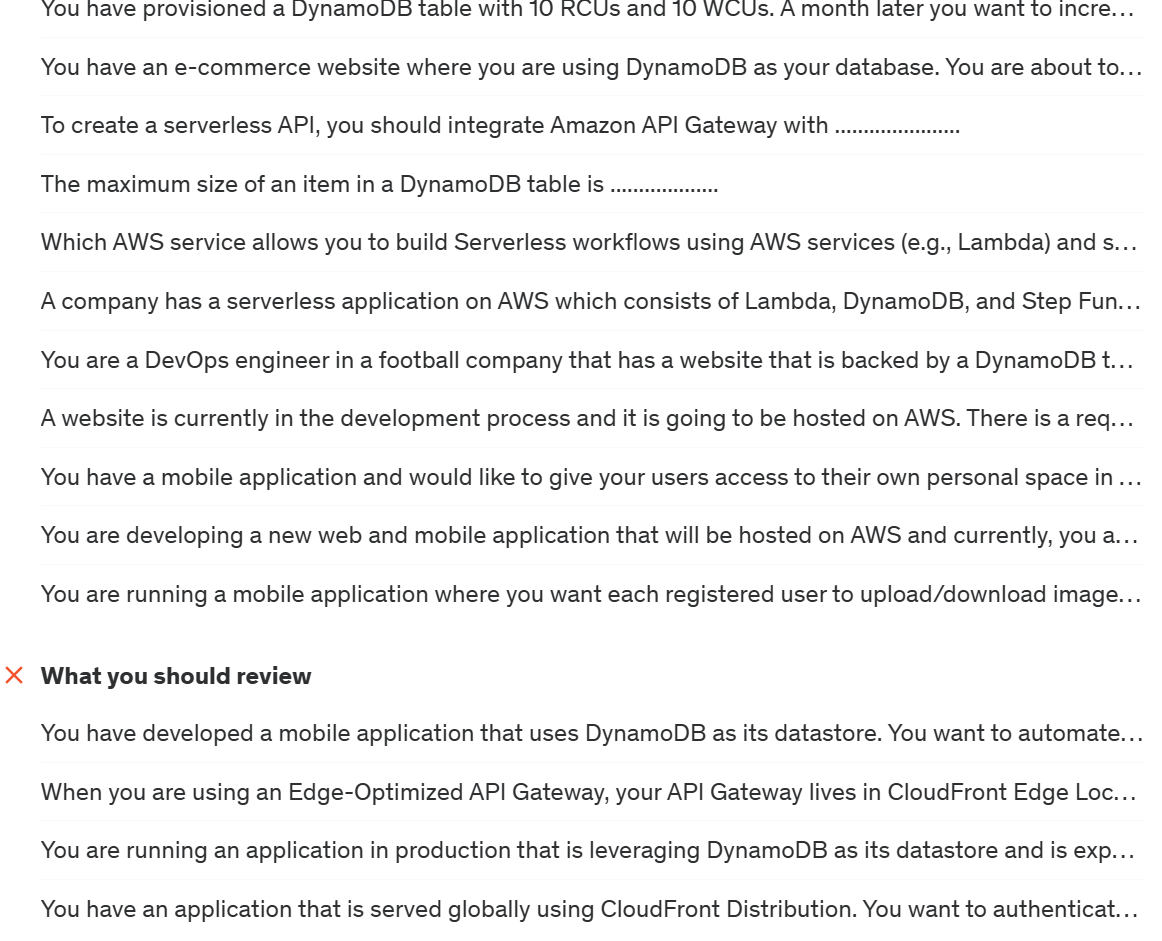 You have provisioned a DynamoDB table with 10 RCUs and 10 WCUs. A month later you want to incre...
You have an e-commerce website where you are using DynamoDB as your database. You are about to...
To create a serverless API, you should integrate Amazon API Gateway with ......................
The maximum size of an item in a DynamoDB table is ...................
Which AWS service allows you to build Serverless workflows using AWS services (e.g., Lambda) and s...
A company has a serverless application on AWS which consists of Lambda, DynamoDB, and Step Fun...
You are a DevOps engineer in a football company that has a website that is backed by a DynamoDB t...
A website is currently in the development process and it is going to be hosted on AWS. There is a req...
You have a mobile application and would like to give your users access to their own personal space in ...
You are developing a new web and mobile application that will be hosted on AWS and currently, you a...
You are running a mobile application where you want each registered user to upload/download image...
What you should review
You have developed a mobile application that uses DynamoDB as its datastore. You want to automate...
When you are using an Edge-Optimized API Gateway, your API Gateway lives in CloudFront Edge Loc...
You are running an application in production that is leveraging DynamoDB as its datastore and is exp...
You have an application that is served globally using CloudFront Distribution. You want to authenticat...